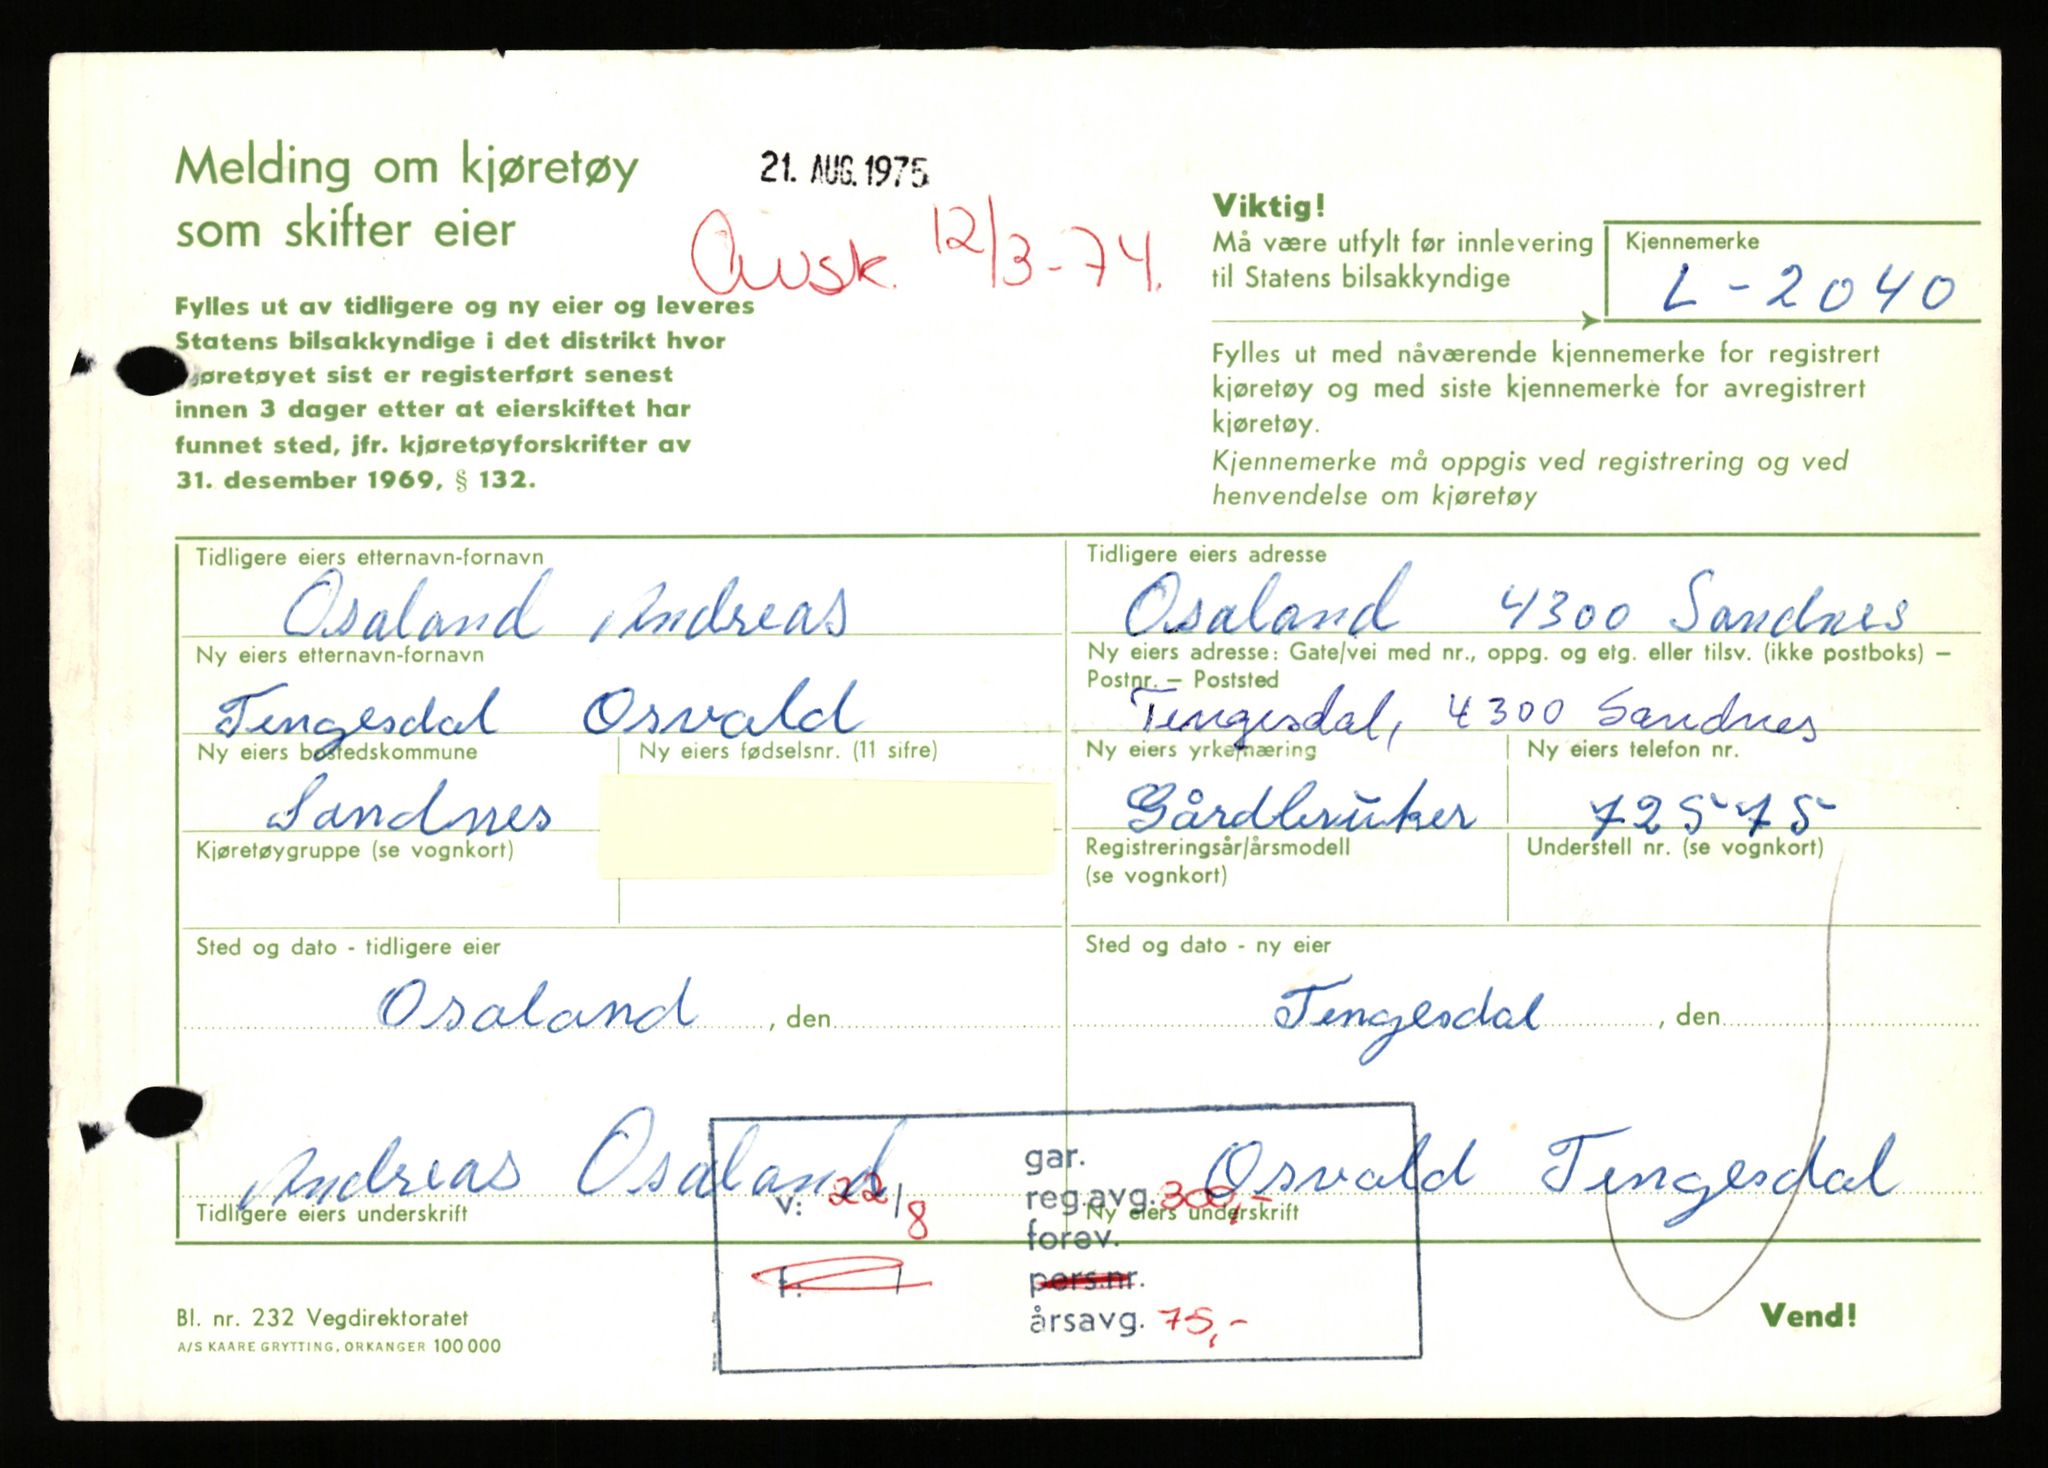 Melding om kjøretøy
som skifter eier
21. AUG. 1975
Avsk. 12/3-74.
Fylles ut av tidligere og ny eier og leveres
Statens bilsakkyndige i det distrikt hvor
kjøretøyet sist er registerført senest
innen 3 dager etter at eierskiftet har
funnet sted, jfr. kjøretøyforskrifter av
31. desember 1969, § 132.
Viktig!
Må være utfylt før innlevering
til Statens bilsakkyndige
Kjennemerke
L-2040
Fylles ut med nåværende kjennemerke for registrert
kjøretøy og med siste kjennemerke for avregistrert
kjøretøy.
Kjennemerke må oppgis ved registrering og ved
henvendelse om kjøretøy
Tidligere eiers etternavn-fornavn
Osaland Andreas
Tidligere eiers adresse
Osaland 4300 Sandnes
Ny eiers etternavn-fornavn
Tengesdal Osvald
Ny eiers adresse: Gate/vei med nr., oppg. og etg. eller tilsv. (ikke postboks) —
Postnr. — Poststed
Tengesdal, 4300 Sandnes
Ny eiers bostedskommune
Sandnes
Ny eiers fødselsnr. (11 sifre)
Ny eiers yrke/næring
Gårdbruker
Ny eiers telefon nr.
72575
Kjøretøygruppe (se vognkort)
Registreringsår/årsmodell
(se vognkort)
Understell nr. (se vognkort)
Sted og dato - tidligere eier
Osaland, den
Sted og dato - ny eier
Tengesdal, den
Andreas Osaland
Tidligere eiers underskrift
Osvald Tengesdal
Ny eiers underskrift
v: 22/8
f:
gar.
reg.avg. 300,-
forev.
pers.nr.
årsavg. 75,-
Bl. nr. 232 Vegdirektoratet
A/S KAARE GRYTTING, ORKANGER 100 000
Vend!